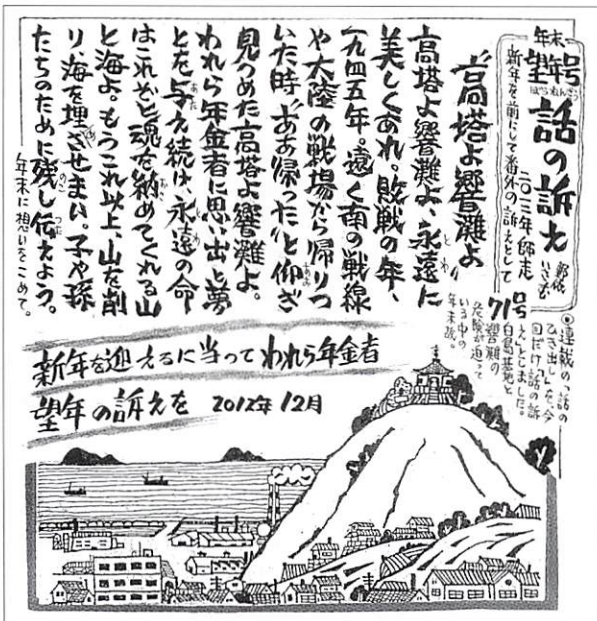 年末
望年号
ぼうねんごう
話の訴え
二〇一二年師走
新年を前にして番外の訴えとして
71号
◉連載の「話の
ひき出し」を、今
回だけ「話の訴
え」としました。
白島基地と
響灘の
危険が迫って
いる中の
年末
"高塔よ響灘よ"
高塔よ響灘よ、永遠に
美しくあれ。敗戦の年、
一九四五年。遠く南の戦線
や大陸の戦場から帰りつ
いた時"ああ帰った"と仰ぎ
見つめた高塔よ響灘よ。
われら年金者に思い出と夢
とを与え続け、永遠の命
はこれぞと魂を納めてくれる山
と海よ。もうこれ以上、山を削
り、海を埋させまい。子や孫
たちのために残し伝えよう。
年末に想いをこめて。
新年を迎えるに当ってわれら年金者
望年の訴えを 2012年12月